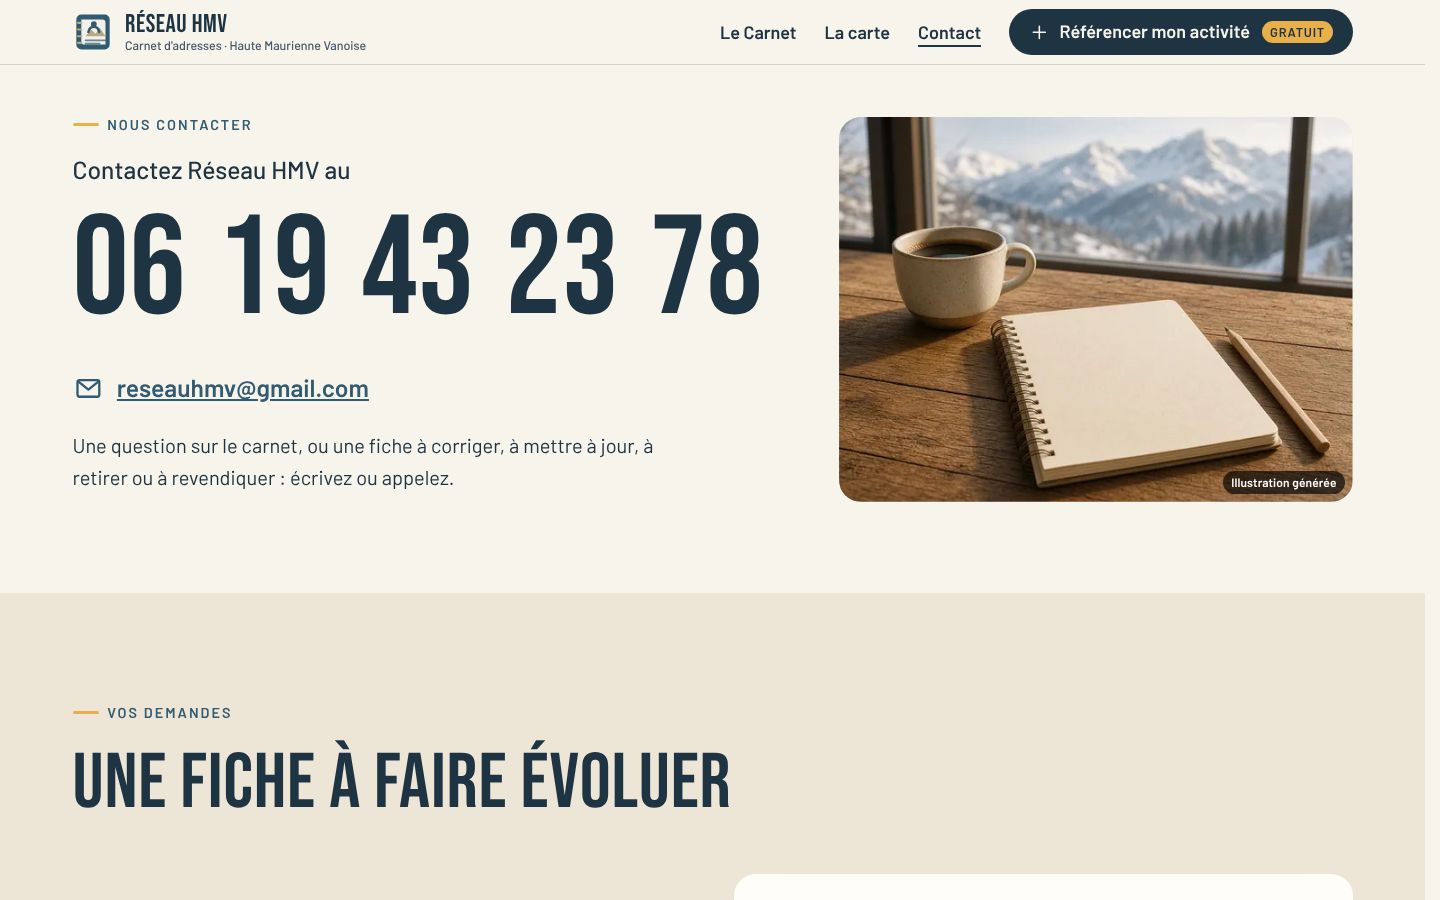 RÉSEAU HMV
Carnet d'adresses · Haute Maurienne Vanoise
Le Carnet
La carte
Contact
Référencer mon activité
GRATUIT
NOUS CONTACTER
Contactez Réseau HMV au
06 19 43 23 78
reseauhmv@gmail.com
Une question sur le carnet, ou une fiche à corriger, à mettre à jour, à
retirer ou à revendiquer : écrivez ou appelez.
Illustration générée
VOS DEMANDES
UNE FICHE À FAIRE ÉVOLUER